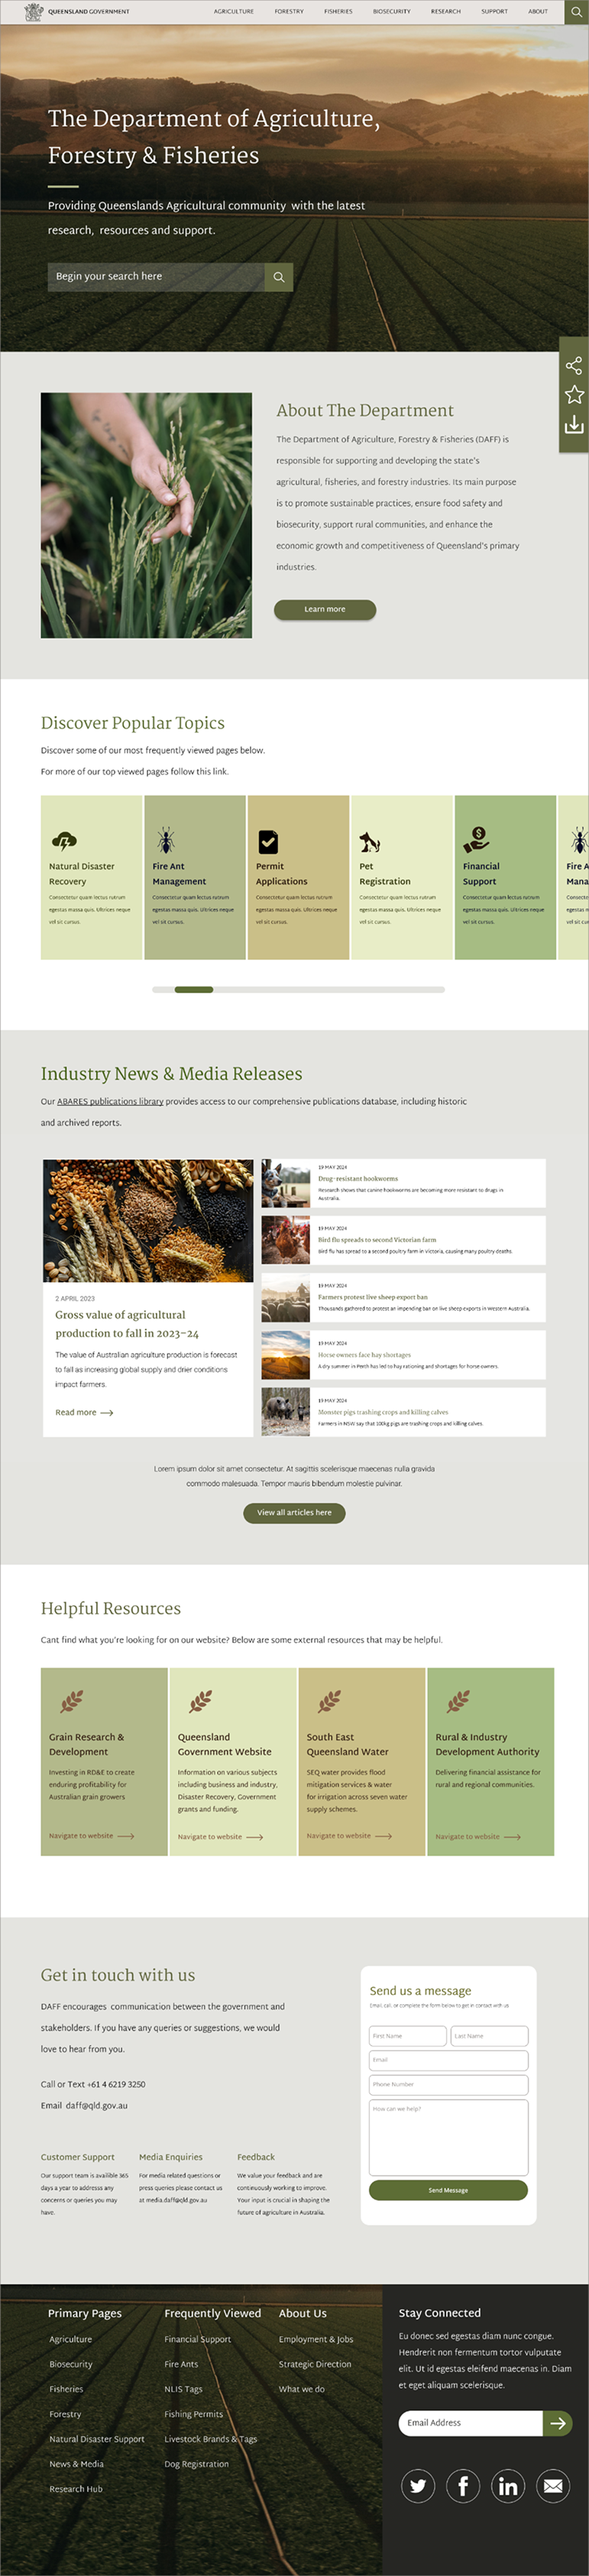 QUEENSLAND GOVERNMENT
AGRICULTURE FORESTRY FISHERIES BIOSECURITY RESEARCH SUPPORT ABOUT
The Department of Agriculture,
Forestry & Fisheries
Providing Queenslands Agricultural community with the latest
research, resources and support.
Begin your search here
About The Department
The Department of Agriculture, Forestry & Fisheries (DAFF) is
responsible for supporting and developing the state's
agricultural, fisheries, and forestry industries. Its main purpose
is to promote sustainable practices, ensure food safety and
biosecurity, support rural communities, and enhance the
economic growth and competitiveness of Queensland's primary
industries.
Learn more
Discover Popular Topics
Discover some of our most frequently viewed pages below.
For more of our top viewed pages follow this link.
Natural Disaster
Recovery
Consectetur quam lectus rutrum
egestas massa quis. Ultrices neque
vel sit cursus.
Fire Ant
Management
Consectetur quam lectus rutrum
egestas massa quis. Ultrices neque
vel sit cursus.
Permit
Applications
Consectetur quam lectus rutrum
egestas massa quis. Ultrices neque
vel sit cursus.
Pet
Registration
Consectetur quam lectus rutrum
egestas massa quis. Ultrices neque
vel sit cursus.
Financial
Support
Consectetur quam lectus rutrum
egestas massa quis. Ultrices neque
vel sit cursus.
Fire A
Mana
Consecte
egestas m
vel sit cu
Industry News & Media Releases
Our ABARES publications library provides access to our comprehensive publications database, including historic
and archived reports.
2 APRIL 2023
Gross value of agricultural
production to fall in 2023-24
The value of Australian agriculture production is forecast
to fall as increasing global supply and drier conditions
impact farmers.
Read more
19 MAY 2024
Drug-resistant hookworms
Research shows that canine hookworms are becoming more resistant to drugs in
Australia.
19 MAY 2024
Bird flu spreads to second Victorian farm
Bird flu has spread to a second poultry farm in victoria, causing many poultry deaths.
19 MAY 2024
Farmers protest live sheep export ban
Thousands gathered to protest an impending ban on live sheep exports in Western Australia.
19 MAY 2024
Horse owners face hay shortages
A dry summer in Perth has led to hay rationing and shortages for horse owners.
19 MAY 2024
Monster pigs trashing crops and killing calves
Farmers in NSW say that 100kg pigs are trashing crops and killing calves.
Lorem ipsum dolor sit amet consectetur. At sagittis scelerisque maecenas nulla gravida
commodo malesuada. Tempor mauris bibendum molestie pulvinar.
View all articles here
Helpful Resources
Cant find what you're looking for on our website? Below are some external resources that may be helpful.
Grain Research &
Development
Investing in RD&E to create
enduring profitability for
Australian grain growers
Navigate to website
Queensland
Government Website
Information on various subjects
including business and industry,
Disaster Recovery, Government
grants and funding.
Navigate to website
South East
Queensland Water
SEQ water provides flood
mitigation services & water
for irrigation across seven water
supply schemes.
Navigate to website
Rural & Industry
Development Authority
Delivering financial assistance for
rural and regional communities.
Navigate to website
Get in touch with us
DAFF encourages communication between the government and
stakeholders. If you have any queries or suggestions, we would
love to hear from you.
Call or Text +61 4 6219 3250
Email daff@qld.gov.au
Customer Support
Our support team is availible 365
days a year to addresss any
concerns or queries you may
have.
Media Enquiries
For media related questions or
press queries please contact us
at media.daff@qld.gov.au
Feedback
We value your feedback and are
continuously working to improve.
Your input is crucial in shaping the
future of agriculture in Australia.
Send us a message
Email, call, or complete the form below to get in contact with us
First Name
Last Name
Email
Phone Number
How can we help?
Send Message
Primary Pages
Agriculture
Biosecurity
Fisheries
Forestry
Natural Disaster Support
News & Media
Research Hub
Frequently Viewed
Financial Support
Fire Ants
NLIS Tags
Fishing Permits
Livestock Brands & Tags
Dog Registration
About Us
Employment & Jobs
Strategic Direction
What we do
Stay Connected
Eu donec sed egestas diam nunc congue.
Hendrerit non fermentum tortor vulputate
elit. Ut id egestas eleifend maecenas in. Diam
et eget aliquam scelerisque.
Email Address